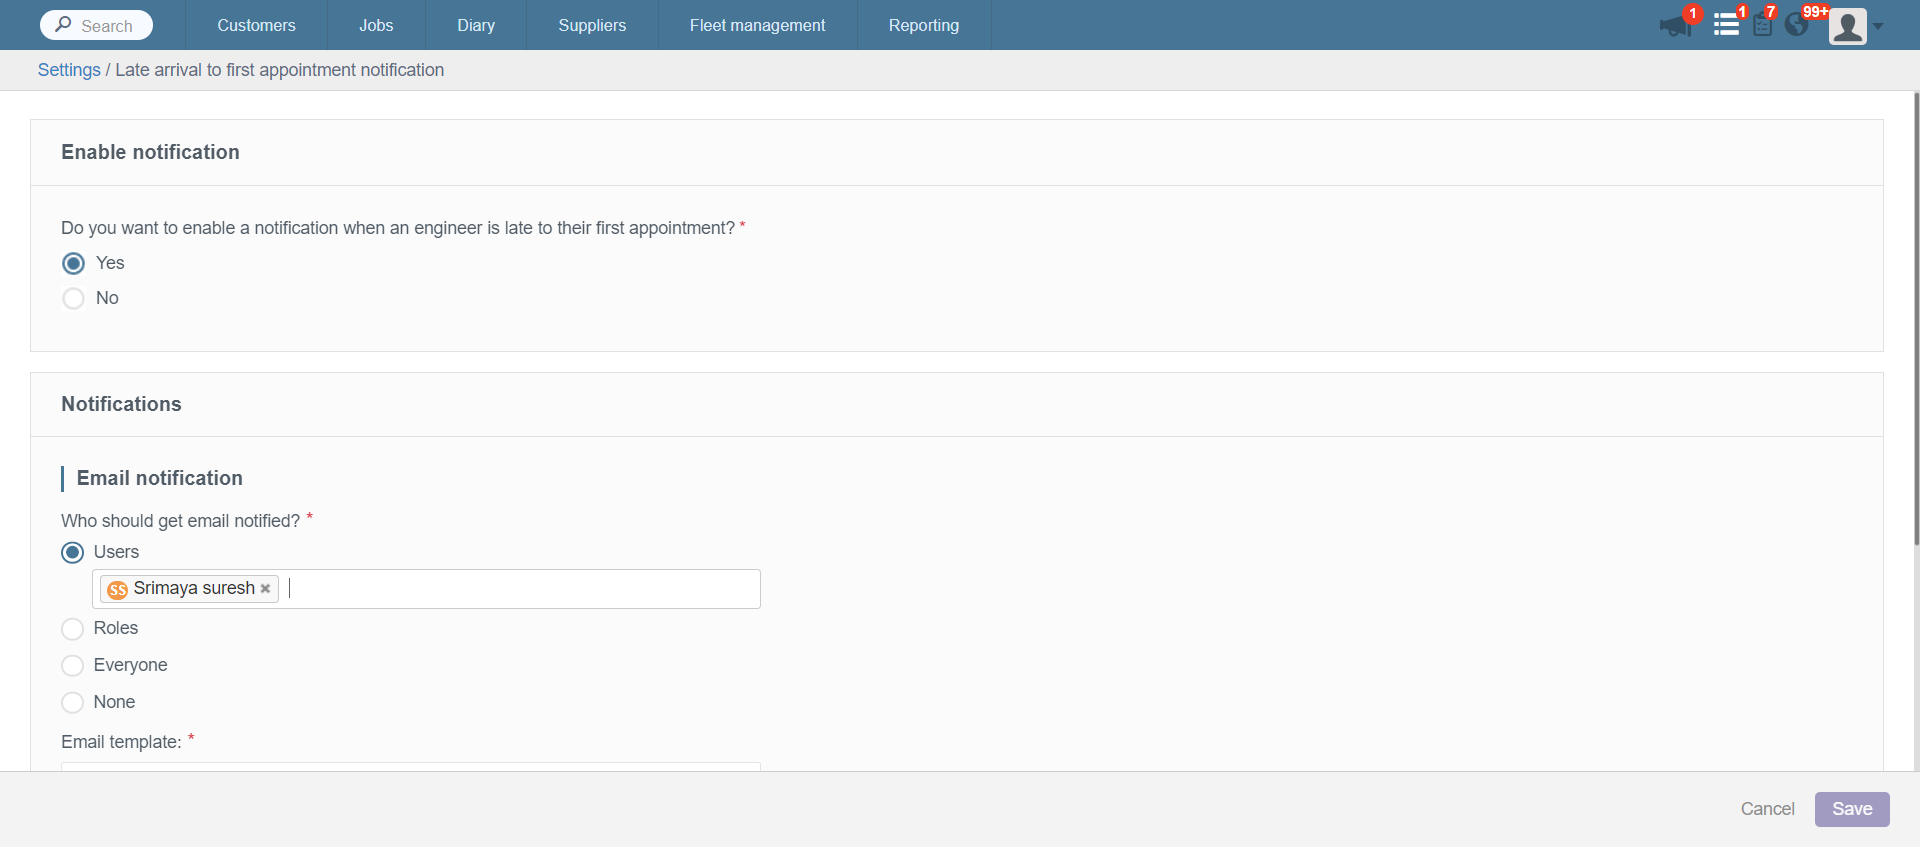 Search
Customers
Jobs
Diary
Suppliers
Fleet management
Reporting
1
1
7
99+
Settings / Late arrival to first appointment notification
Enable notification
Do you want to enable a notification when an engineer is late to their first appointment? *
Yes
No
Notifications
Email notification
Who should get email notified? *
Users
SS Srimaya suresh ×
Roles
Everyone
None
Email template: *
Cancel
Save